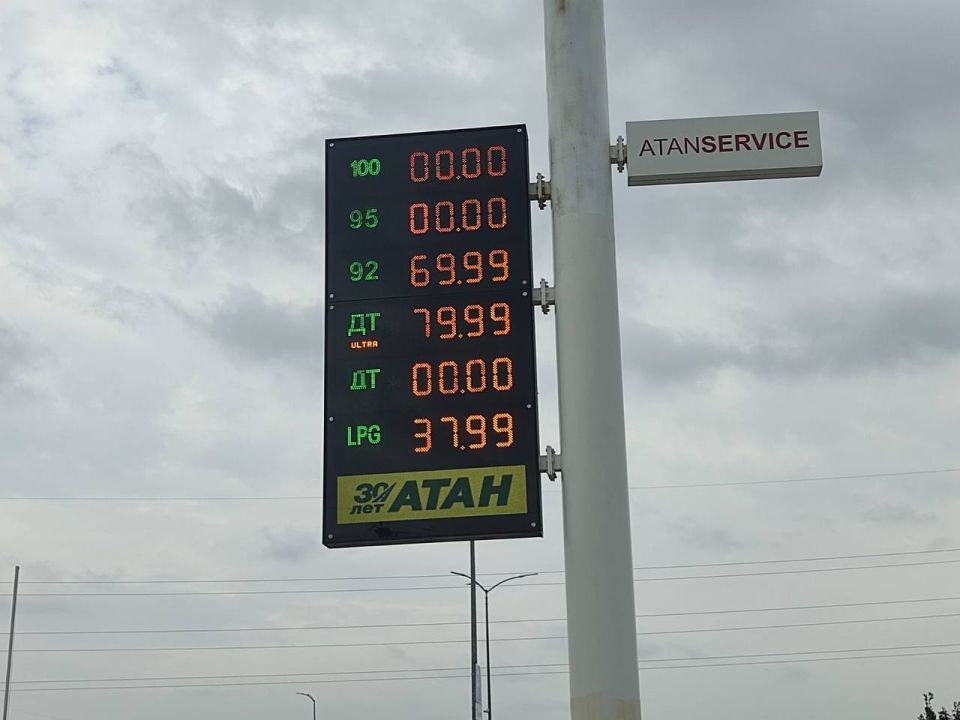 100 00.00
95 00.00
92 69.99
ДТ 79.99
ULTRA
ДТ 00.00
LPG 37.99
30 лет АТАН
ATANSERVICE